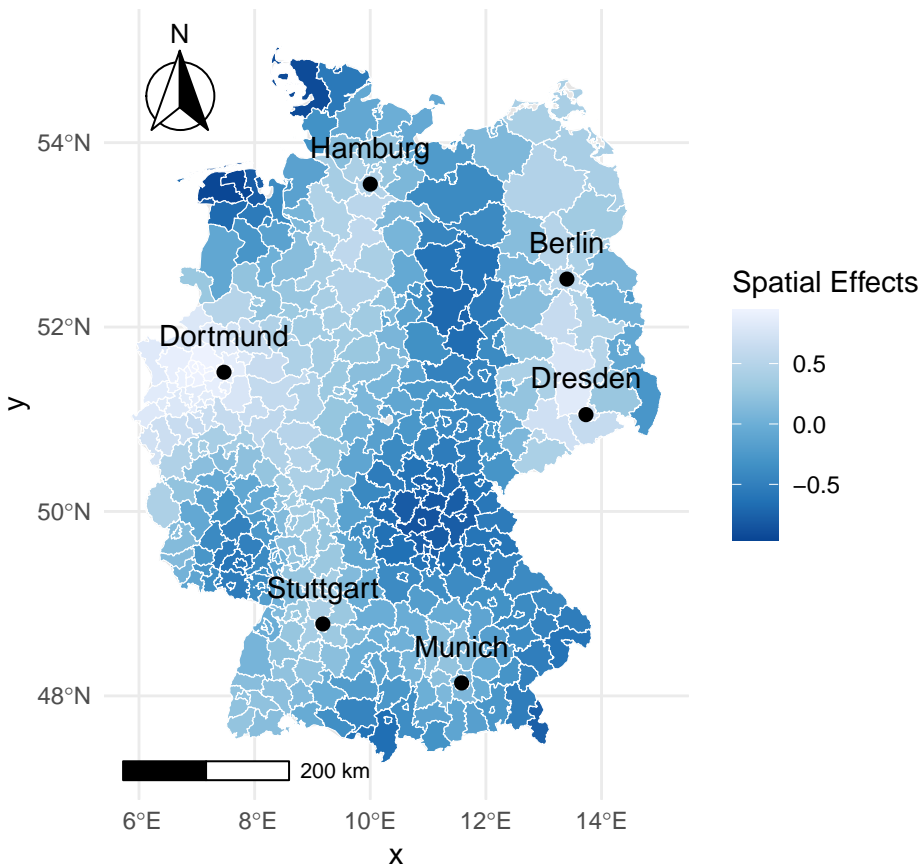 N
54°N
52°N
50°N
48°N
y
Hamburg
Berlin
Dortmund
Dresden
Stuttgart
Munich
200 km
6°E
8°E
10°E
12°E
14°E
x
Spatial Effects
0.5
0.0
−0.5